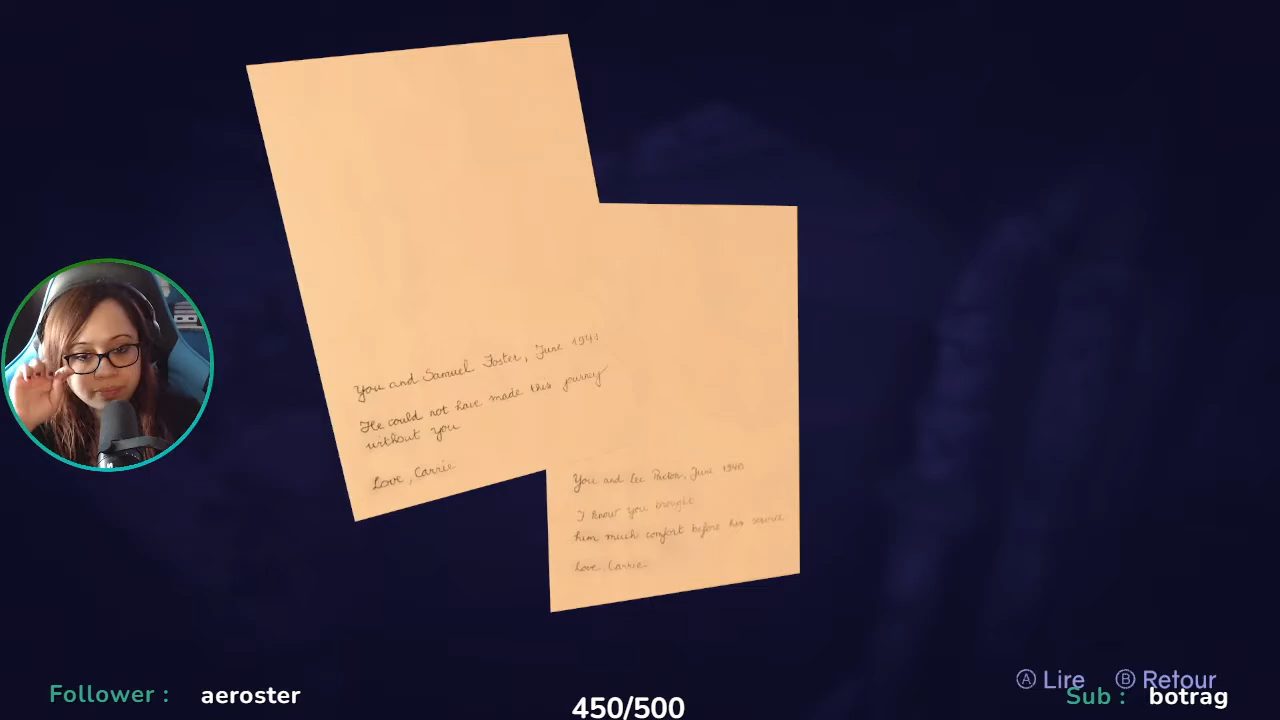 You and Samuel Foster, June 1941
He could not have made this journey
without you
Love, Carrie
You and Lee Paxton, June 1940
I know you brought
him much comfort before his service
Love, Carrie
A Lire B Retour
Follower : aeroster
450/500
Sub : botrag